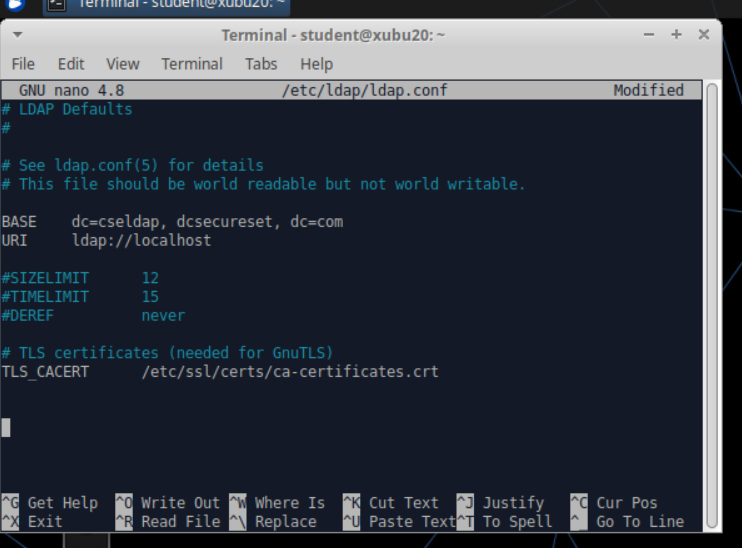 Terminal - student@xubu20: ~
Terminal - student@xubu20: ~
File Edit View Terminal Tabs Help
GNU nano 4.8 /etc/ldap/ldap.conf Modified
# LDAP Defaults
#
# See ldap.conf(5) for details
# This file should be world readable but not world writable.
BASE dc=cseldap, dcsecureset, dc=com
URI ldap://localhost
#SIZELIMIT 12
#TIMELIMIT 15
#DEREF never
# TLS certificates (needed for GnuTLS)
TLS_CACERT /etc/ssl/certs/ca-certificates.crt
^G Get Help ^O Write Out ^W Where Is ^K Cut Text ^J Justify ^C Cur Pos
^X Exit ^R Read File ^\ Replace ^U Paste Text ^T To Spell ^_ Go To Line